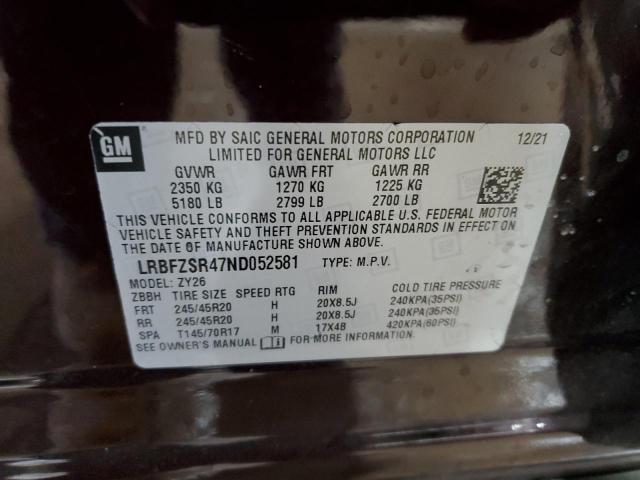 GM
MFD BY SAIC GENERAL MOTORS CORPORATION 12/21
LIMITED FOR GENERAL MOTORS LLC
GVWR GAWR FRT GAWR RR
2350 KG 1270 KG 1225 KG
5180 LB 2799 LB 2700 LB
THIS VEHICLE CONFORMS TO ALL APPLICABLE U.S. FEDERAL MOTOR
VEHICLE SAFETY AND THEFT PREVENTION STANDARDS IN EFFECT ON
THE DATE OF MANUFACTURE SHOWN ABOVE.
LRBFZSR47ND052581 TYPE: M.P.V.
MODEL: ZY26
ZBBH TIRE SIZE SPEED RTG RIM COLD TIRE PRESSURE
FRT 245/45R20 H 20X8.5J 240KPA(35PSI)
RR 245/45R20 H 20X8.5J 240KPA(35PSI)
SPA T145/70R17 M 17X4B 420KPA(60PSI)
SEE OWNER'S MANUAL FOR MORE INFORMATION.